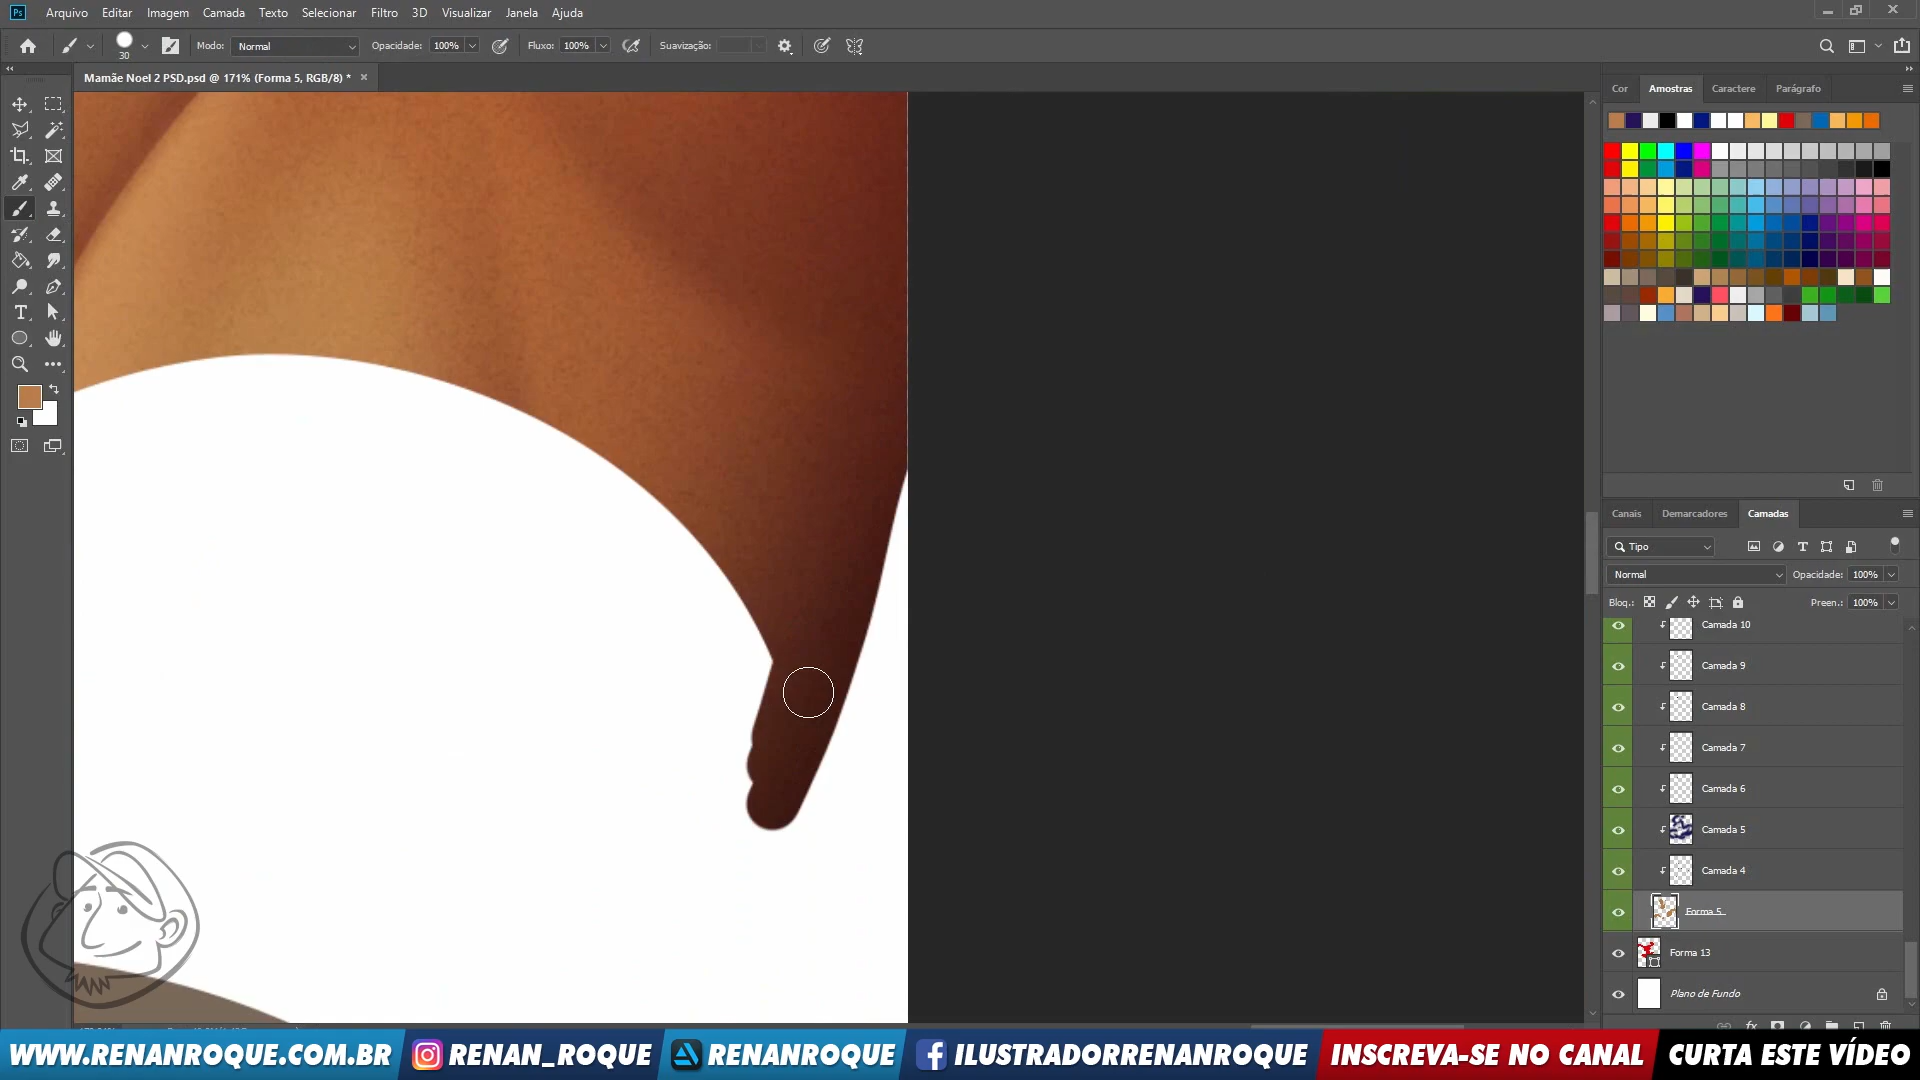 Ps Arquivo Editar Imagem Camada Texto Selecionar Filtro 3D Visualizar Janela Ajuda
30 Modo: Normal Opacidade: 100% Fluxo: 100% Suavização:
Mamãe Noel 2 PSD.psd @ 171% (Forma 5, RGB/8) *
Cor Amostras Caractere Parágrafo
Canais Demarcadores Camadas
Tipo
Normal Opacidade: 100%
Bloq.: Preen.: 100%
Camada 10
Camada 9
Camada 8
Camada 7
Camada 6
Camada 5
Camada 4
Forma 5
Forma 13
Plano de Fundo
WWW.RENANROQUE.COM.BR RENAN_ROQUE RENANROQUE ILUSTRADORRENANROQUE INSCREVA-SE NO CANAL CURTA ESTE VÍDEO